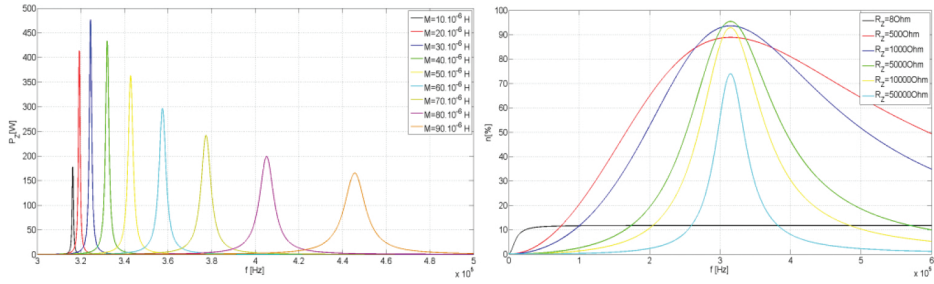 500
450
400
350
300
250
200
150
100
50
0
P_Z[W]
3 3.2 3.4 3.6 3.8 4 4.2 4.4 4.6 4.8 5
f [Hz]
x 10^5
M=10.10^-6 H
M=20.10^-6 H
M=30.10^-6 H
M=40.10^-6 H
M=50.10^-6 H
M=60.10^-6 H
M=70.10^-6 H
M=80.10^-6 H
M=90.10^-6 H
100
90
80
70
60
50
40
30
20
10
0
η[%]
0 1 2 3 4 5 6
f [Hz]
x 10^5
R_Z=8Ohm
R_Z=500Ohm
R_Z=1000Ohm
R_Z=5000Ohm
R_Z=10000Ohm
R_Z=50000Ohm